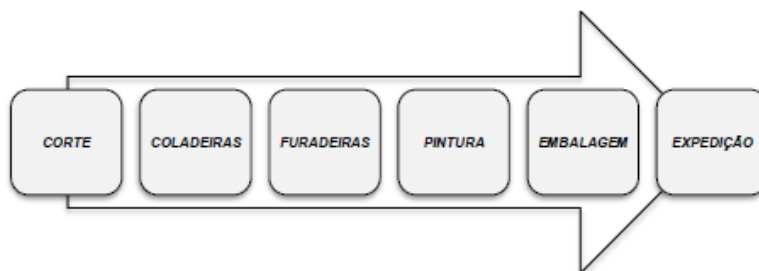 CORTE
COLADEIRAS
FURADEIRAS
PINTURA
EMBALAGEM
EXPEDIÇÃO